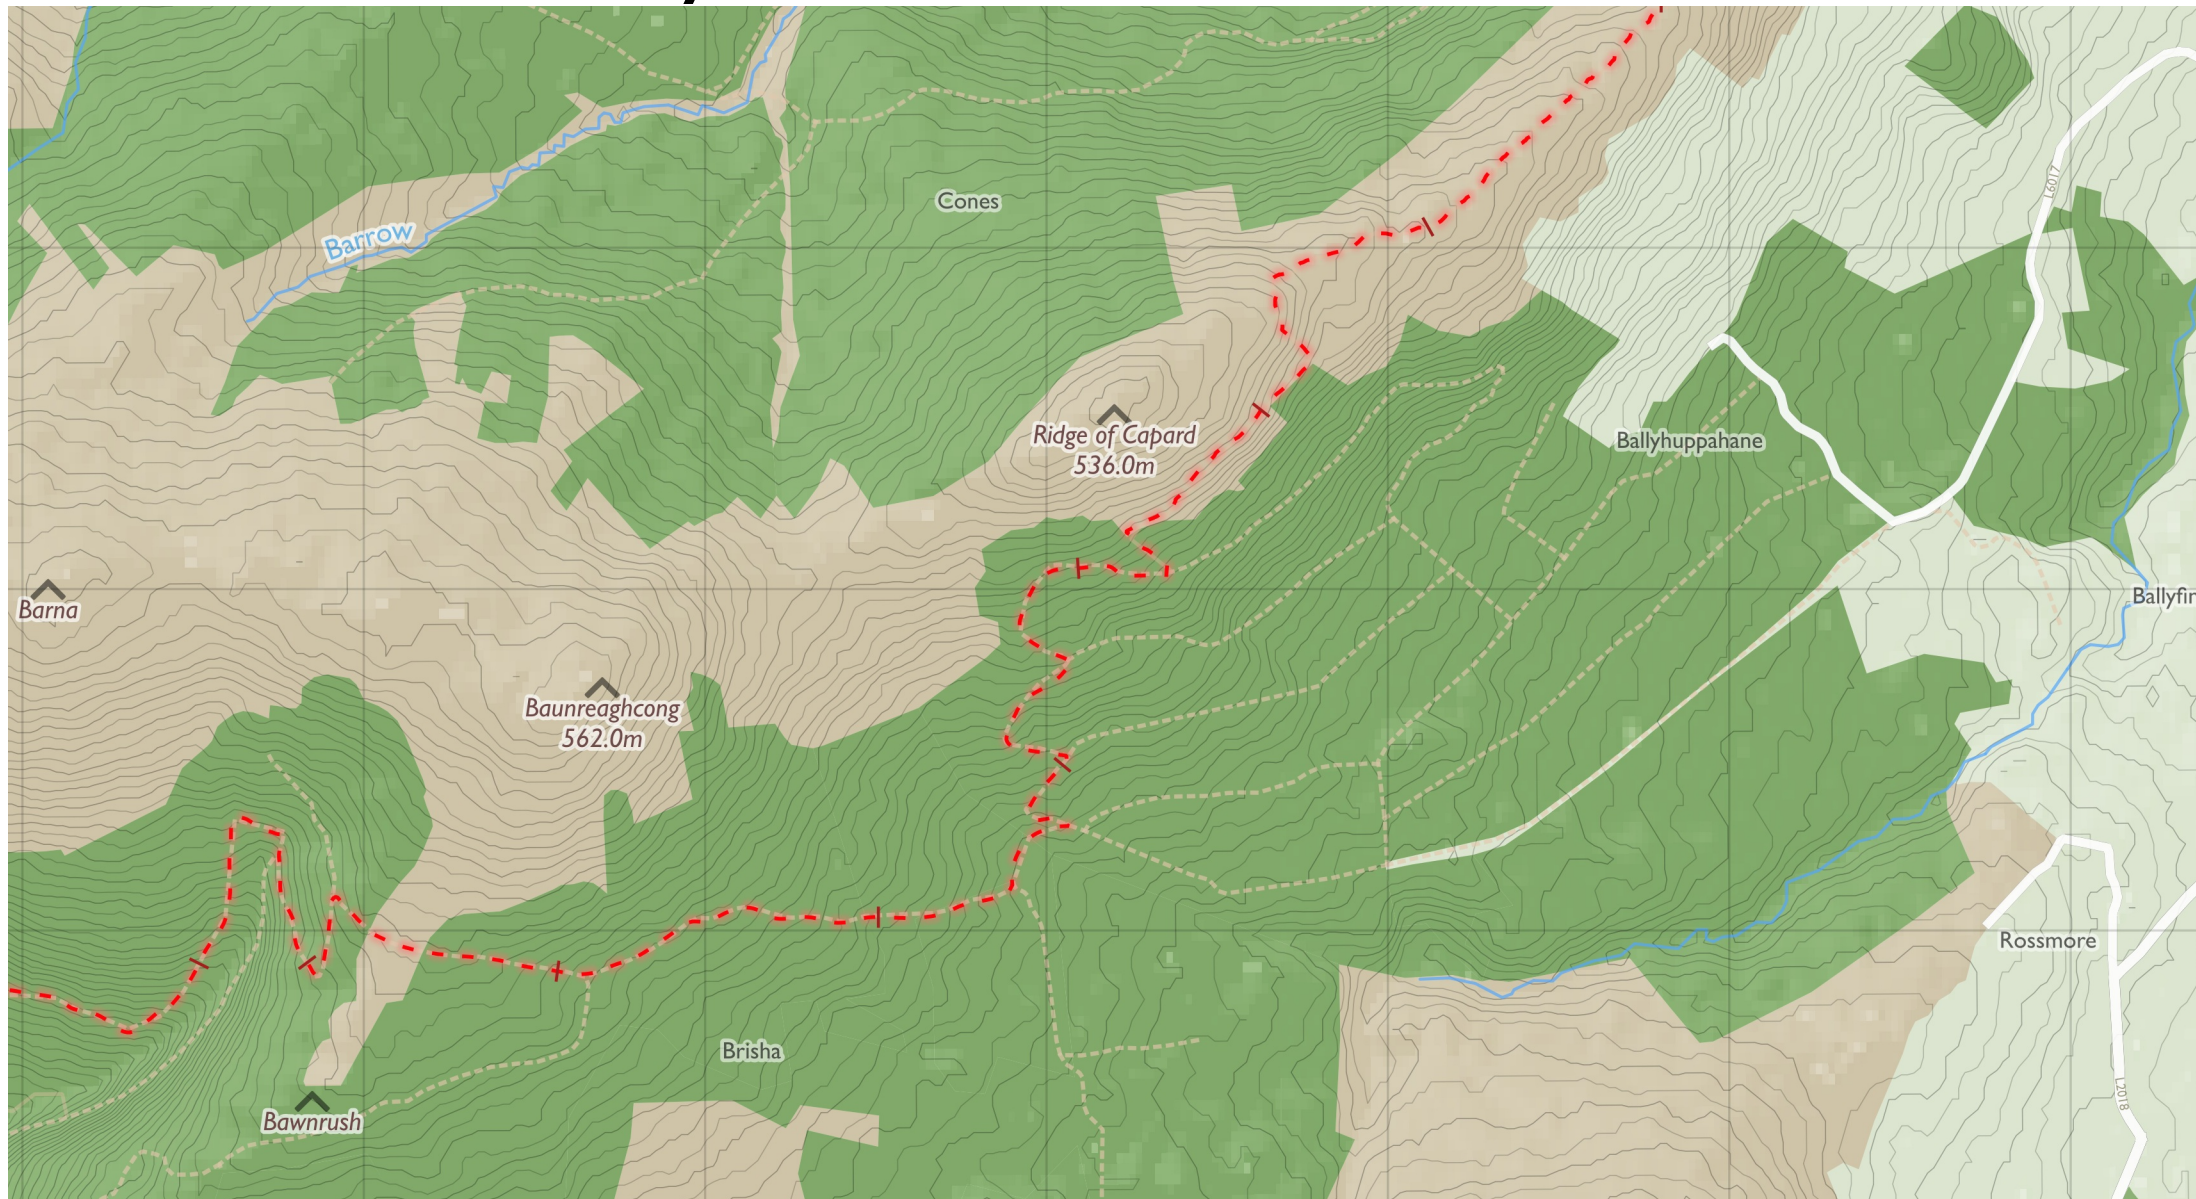 L6017
Cones
Barrow
Ridge of Capard
536.0m
Ballyhuppahane
Barna
Baunreaghcong
562.0m
Rossmore
Brisha
L2018
Bawnrush